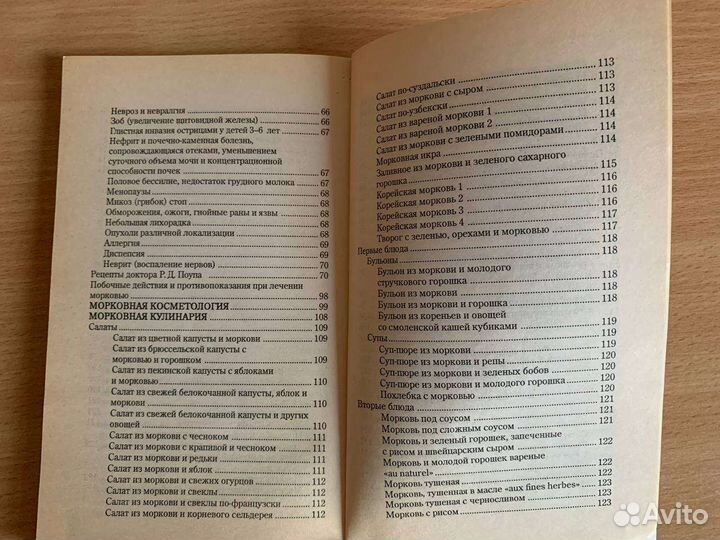 Невроз и невралгия 66
Зоб (увеличение щитовидной железы) 66
Глистная инвазия острицами у детей 3–6 лет 67
Нефрит и почечно-каменная болезнь,
сопровождающаяся отеками, уменьшением
суточного объема мочи и концентрационной
способности почек 67
Половое бессилие, недостаток грудного молока 68
Менопаузы 68
Микоз (грибок) стоп 68
Обморожения, ожоги, гнойные раны и язвы 68
Небольшая лихорадка 68
Опухоли различной локализации 69
Аллергия 69
Диспепсия 69
Неврит (воспаление нервов) 70
Рецепты доктора Р. Д. Поупа 70
Побочные действия и противопоказания при лечении
морковью 98
МОРКОВНАЯ КОСМЕТОЛОГИЯ 99
МОРКОВНАЯ КУЛИНАРИЯ 108
Салаты 109
Салат из цветной капусты и моркови 109
Салат из брюссельской капусты с
морковью и горошком 109
Салат из пекинской капусты с яблоками
и морковью 110
Салат из свежей белокочанной капусты, яблок и
моркови 110
Салат из свежей белокочанной капусты и других
овощей 110
Салат из моркови с чесноком 111
Салат из моркови с крапивой и чесноком 111
Салат из моркови и редьки 111
Салат из моркови и яблок 111
Салат из моркови и свежих огурцов 111
Салат из моркови и свеклы 112
Салат из моркови и свеклы по-французски 112
Салат из моркови и корневого сельдерея 112
Салат по-суздальски 113
Салат из моркови с сыром 113
Салат по-узбекски 113
Салат из вареной моркови 1 114
Салат из вареной моркови 2 114
Салат из моркови с зелеными помидорами 114
Морковная икра 114
Заливное из моркови и зеленого сахарного
горошка 115
Корейская морковь 1 115
Корейская морковь 2 116
Корейская морковь 3 116
Корейская морковь 4 117
Творог с зеленью, орехами и морковью 117
Первые блюда 118
Бульоны 118
Бульон из моркови и молодого
стручкового горошка 118
Бульон из моркови 118
Бульон из моркови и горошка 118
Бульон из кореньев и овощей
со смоленской кашей кубиками 119
Супы 119
Суп-пюре из моркови 119
Суп-пюре из моркови и репы 120
Суп-пюре из моркови и зеленых бобов 120
Суп-пюре из моркови и молодого горошка 120
Похлебка с морковью 121
Вторые блюда 121
Морковь под соусом 121
Морковь под сложным соусом 121
Морковь и зеленый горошек, запеченные
с рисом и швейцарским сыром 122
Морковь и молодой горошек вареные
«au naturel» 122
Морковь тушеная 122
Морковь, тушенная в масле «aux fines herbes» 123
Морковь тушеная с черносливом 123
Морковь с рисом 123
Avito